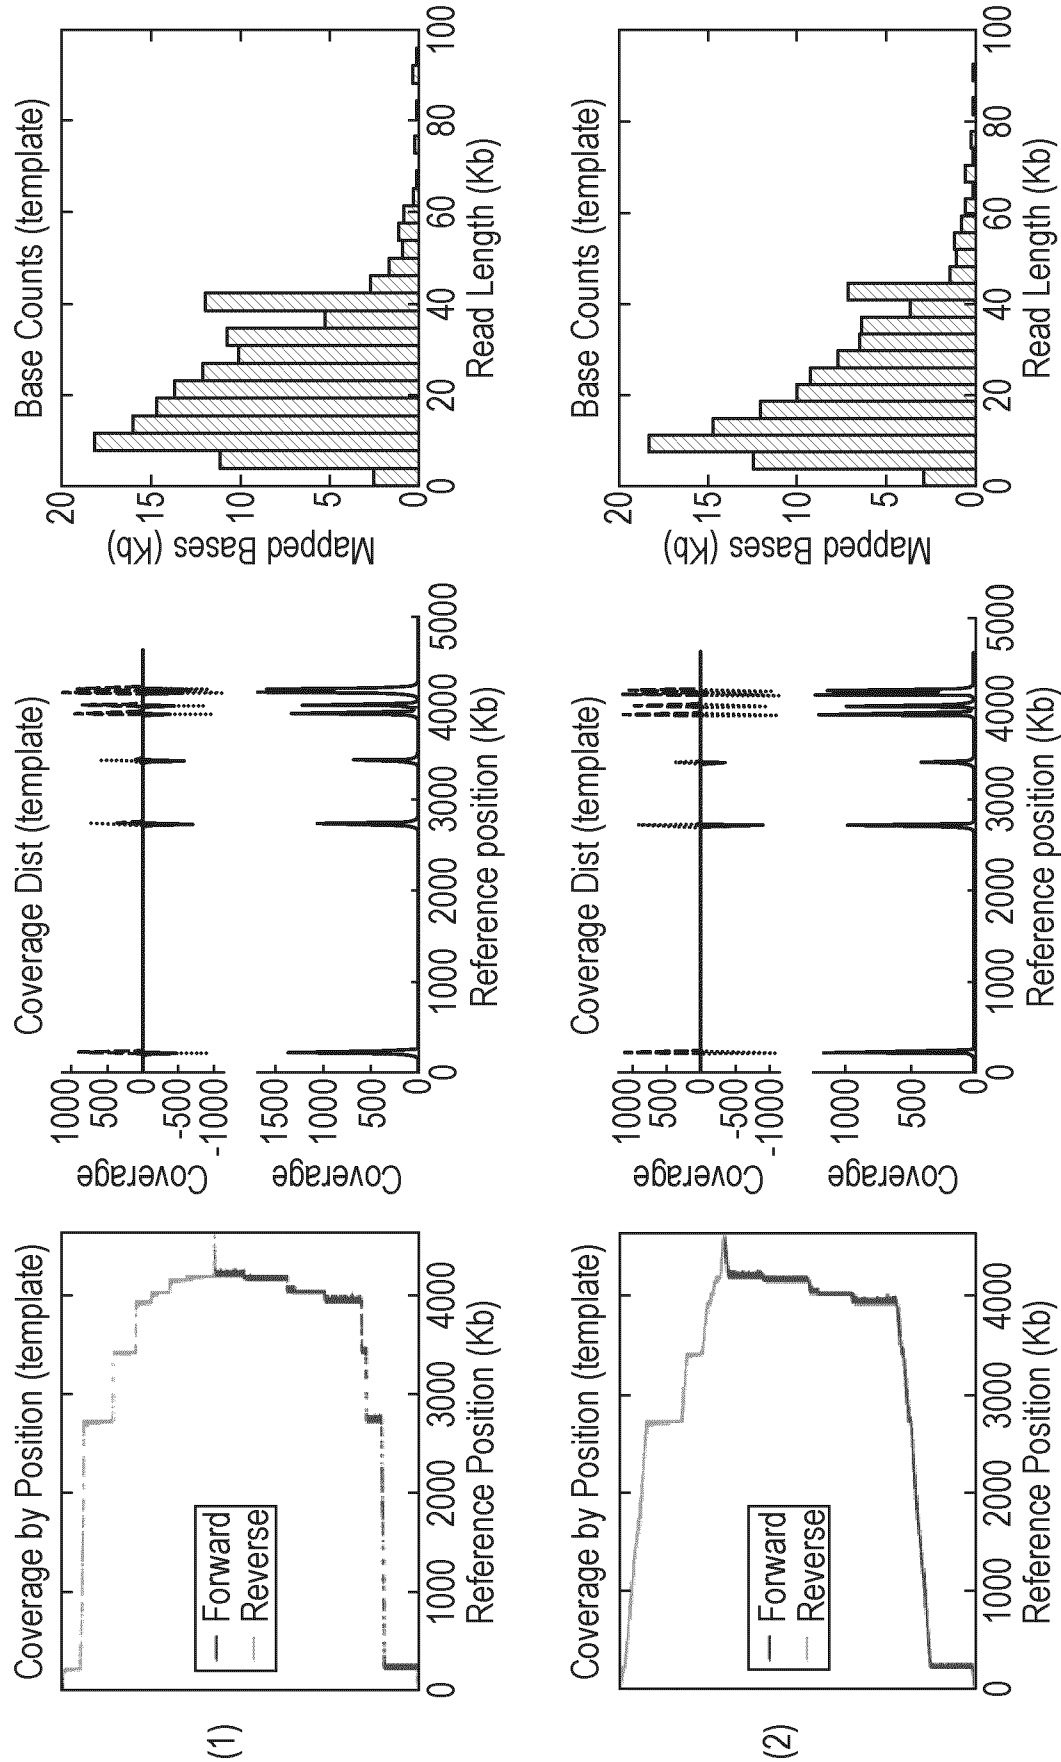 (1)
Coverage by Position (template)
Forward
Reverse
0
1000
2000
3000
4000
Reference Position (Kb)
Coverage Dist (template)
1000
500
0
-500
-1000
Coverage
1500
1000
500
0
Coverage
0
1000
2000
3000
4000
5000
Reference position (Kb)
Base Counts (template)
20
15
10
5
0
Mapped Bases (Kb)
0
20
40
60
80
100
Read Length (Kb)
(2)
Coverage by Position (template)
Forward
Reverse
0
1000
2000
3000
4000
Reference Position (Kb)
Coverage Dist (template)
1000
500
0
-500
-1000
Coverage
1000
500
0
Coverage
0
1000
2000
3000
4000
5000
Reference position (Kb)
Base Counts (template)
20
15
10
5
0
Mapped Bases (Kb)
0
20
40
60
80
100
Read Length (Kb)